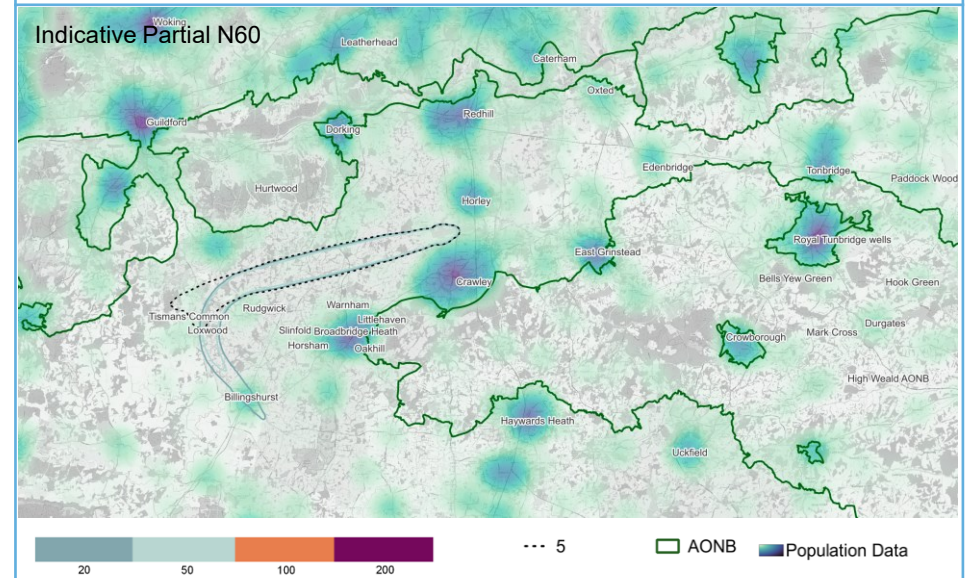 Woking
Indicative Partial N60
Leatherhead
Caterham
Oxted
Guildford
Redhill
Dorking
Edenbridge
Tonbridge
Paddock Wood
Hurtwood
Horley
Royal Tunbridge wells
East Grinstead
Crawley
Bells Yew Green
Hook Green
Warnham
Rudgwick
Tismans Common
Littlehaven
Loxwood
Slinfold Broadbridge Heath
Durgates
Mark Cross
Crowborough
Horsham
Oakhill
High Weald AONB
Billingshurst
Haywards Heath
Uckfield
5
AONB
Population Data
20 50 100 200